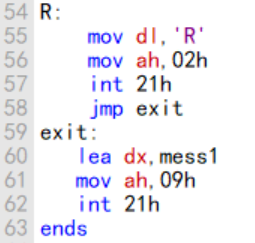 54 R:
55 mov dl,'R'
56 mov ah,02h
57 int 21h
58 jmp exit
59 exit:
60 lea dx,mess1
61 mov ah,09h
62 int 21h
63 ends